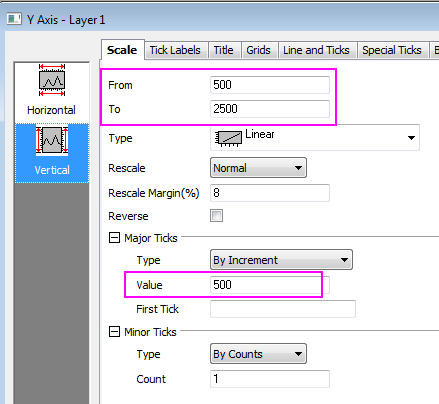 Y Axis - Layer1
Scale Tick Labels Title Grids Line and Ticks Special Ticks
Horizontal
Vertical
From 500
To 2500
Type Linear
Rescale Normal
Rescale Margin(%) 8
Reverse
Major Ticks
Type By Increment
Value 500
First Tick
Minor Ticks
Type By Counts
Count 1